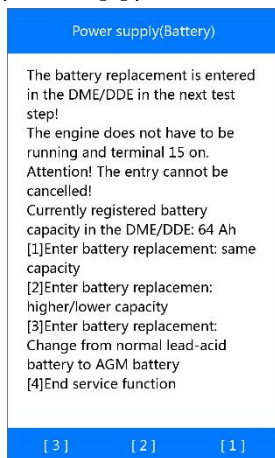 Power supply(Battery)
The battery replacement is entered
in the DME/DDE in the next test
step!
The engine does not have to be
running and terminal 15 on.
Attention! The entry cannot be
cancelled!
Currently registered battery
capacity in the DME/DDE: 64 Ah
[1]Enter battery replacement: same
capacity
[2]Enter battery replacemen:
higher/lower capacity
[3]Enter battery replacement:
Change from normal lead-acid
battery to AGM battery
[4]End service function
[ 3 ] [ 2 ] [ 1 ]